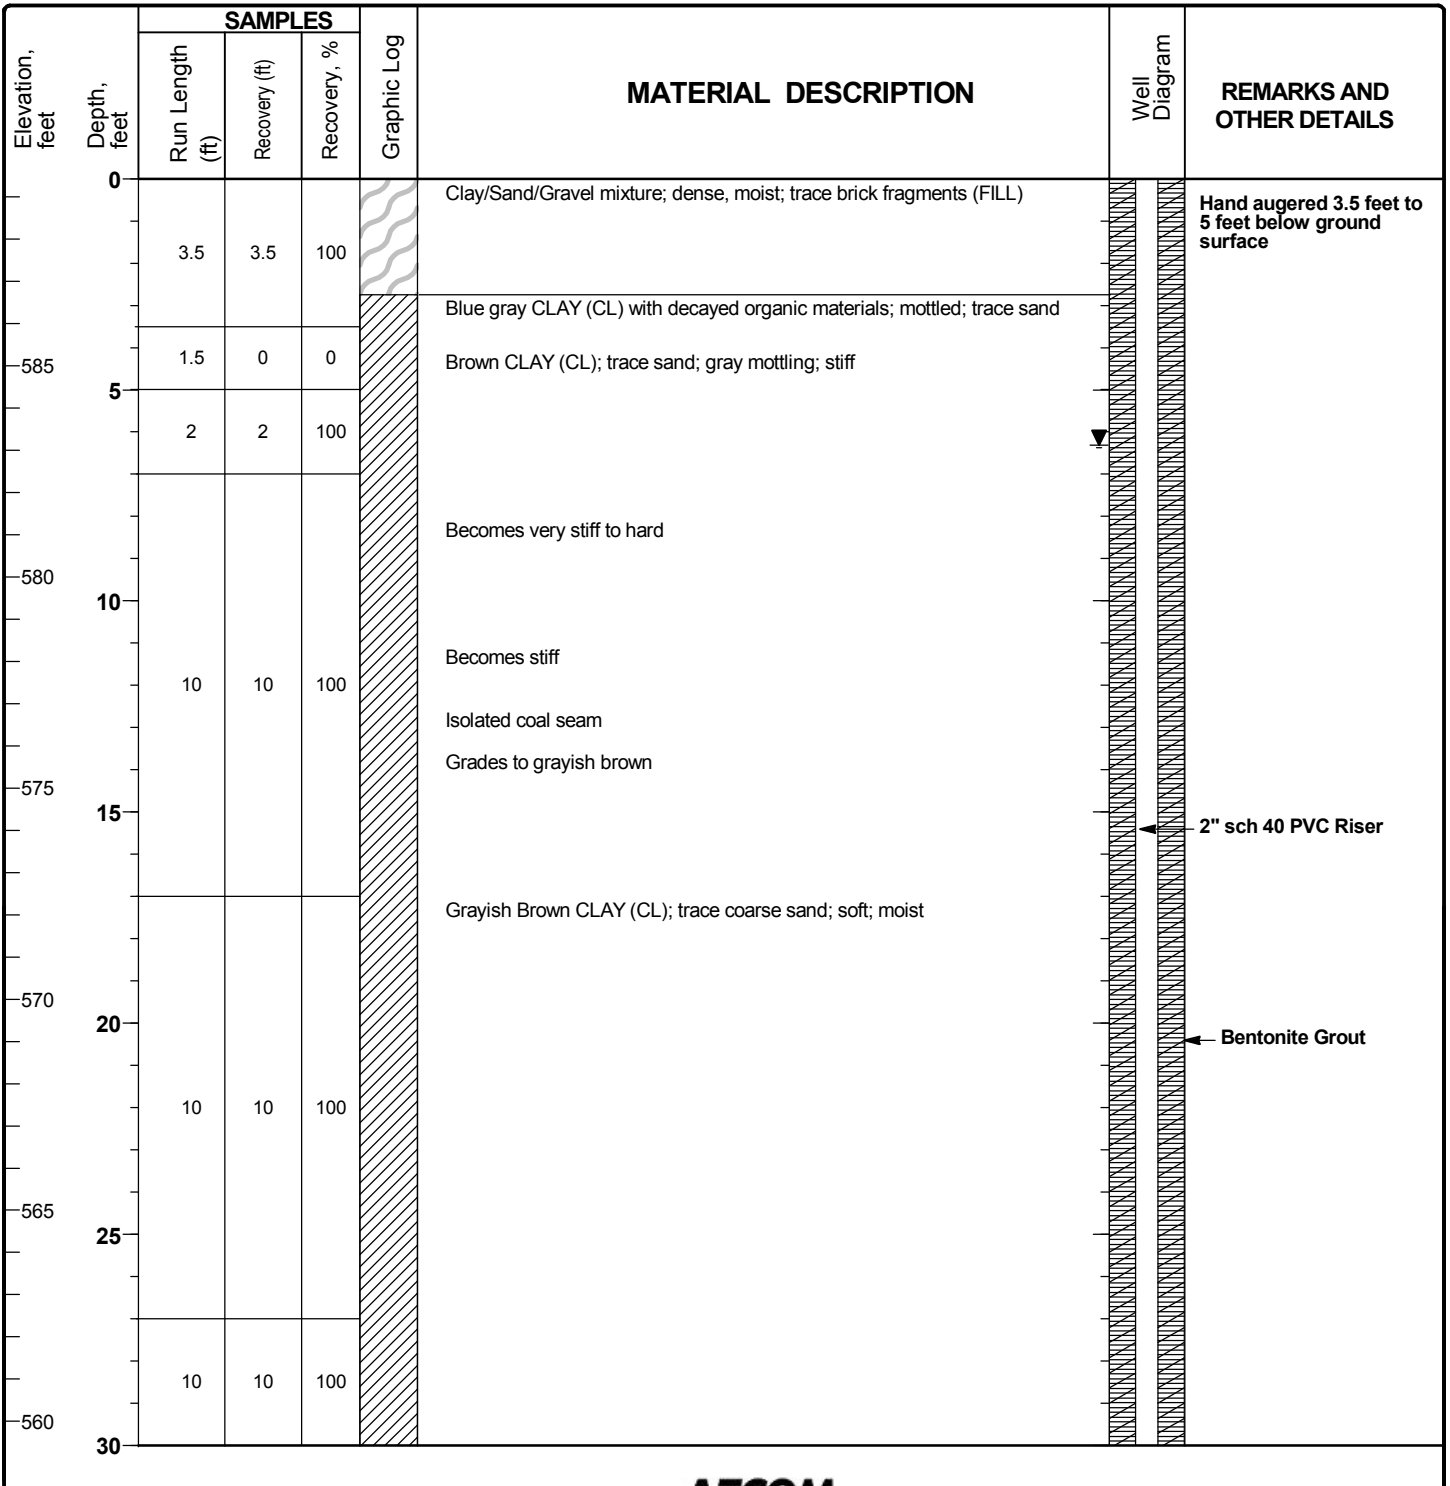 SAMPLES
Elevation,
feet
Depth,
feet
Run Length
(ft)
Recovery (ft)
Recovery, %
Graphic Log
MATERIAL DESCRIPTION
Well
Diagram
REMARKS AND
OTHER DETAILS
0
Clay/Sand/Gravel mixture; dense, moist; trace brick fragments (FILL)
Hand augered 3.5 feet to
5 feet below ground
surface
3.5 3.5 100
Blue gray CLAY (CL) with decayed organic materials; mottled; trace sand
1.5 0 0
Brown CLAY (CL); trace sand; gray mottling; stiff
585
5
2 2 100
Becomes very stiff to hard
580
10
Becomes stiff
10 10 100
Isolated coal seam
Grades to grayish brown
575
15
2" sch 40 PVC Riser
Grayish Brown CLAY (CL); trace coarse sand; soft; moist
570
20
Bentonite Grout
10 10 100
565
25
10 10 100
560
30